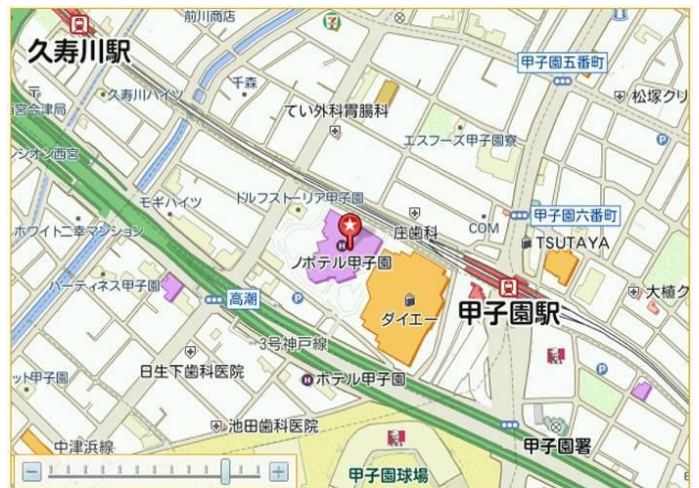 前川商店
久寿川駅
甲子園五番町
千森
久寿川ハイツ
松塚クリ
宮今津局
てい外科胃腸科
エスフーズ甲子園寮
ンション西宮
モギハイツ
ドルフストーリア甲子園
甲子園六番町
庄歯科
COM
TSUTAYA
ホワイト二幸マンション
ノボテル甲子園
パーティネス甲子園
大植ク
高潮
ダイエー
甲子園駅
3号神戸線
日生下歯科医院
ット甲子園
ホテル甲子園
池田歯科医院
中津浜線
甲子園署
甲子園球場